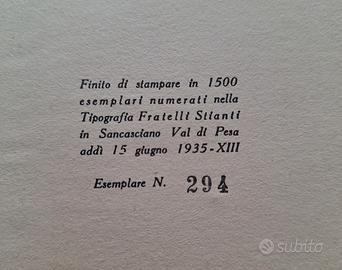 Finito di stampare in 1500
esemplari numerati nella
Tipografia Fratelli Stianti
in Sancasciano Val di Pesa
addì 15 giugno 1935-XIII
Esemplare N. 294
subito